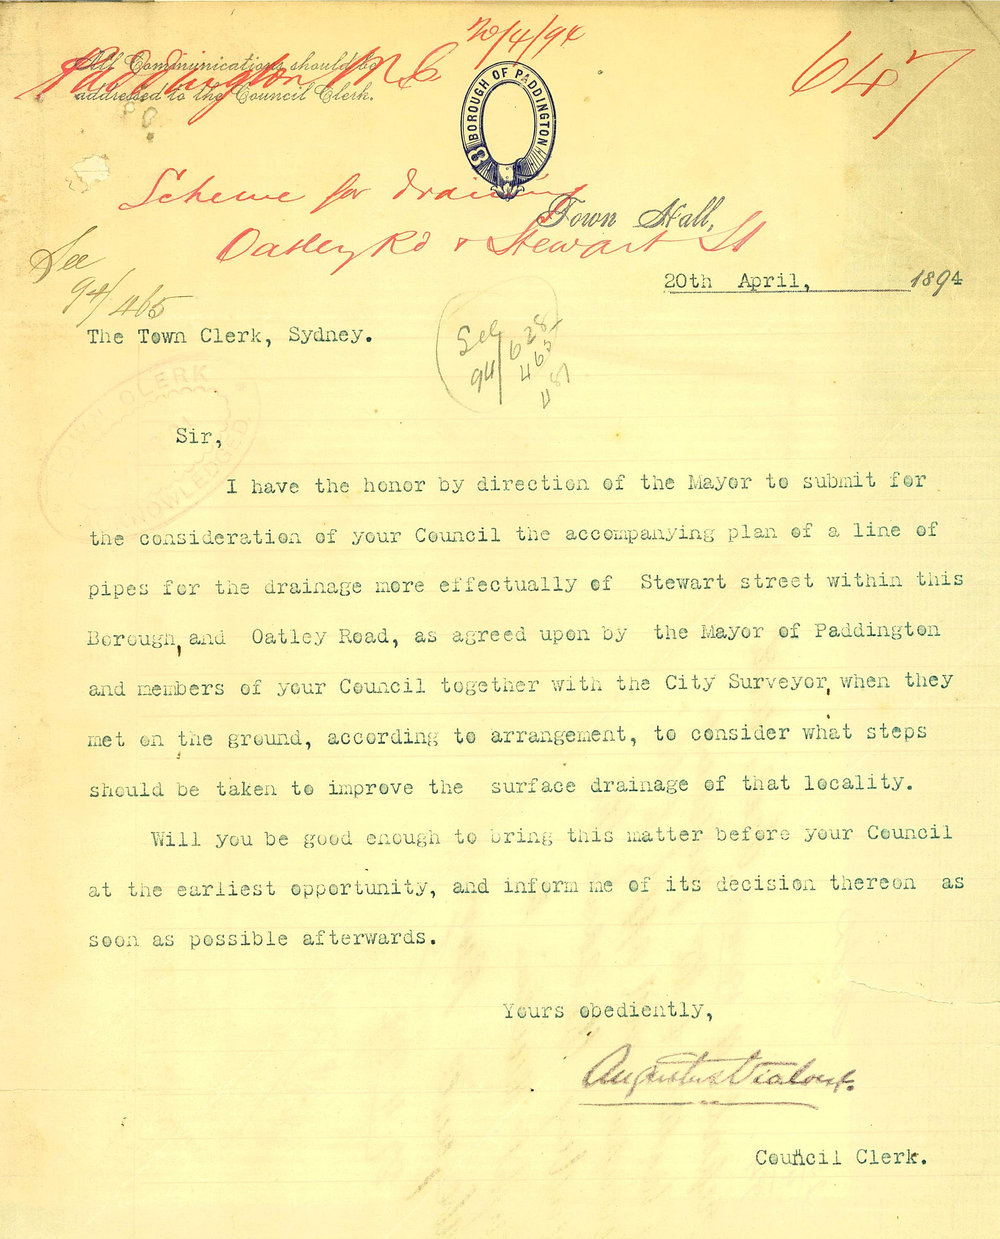 20/4/94
All Communications should be
addressed to the Council Clerk.
Paddington M C
647
BOROUGH OF PADDINGTON
Scheme for draining
Oatley Rd & Stewart St
Town Hall,
See
94/465
20th April, 1894
The Town Clerk, Sydney.
See
94/628
465
487
TOWN CLERK
ACKNOWLEDGED
Sir,
I have the honor by direction of the Mayor to submit for
the consideration of your Council the accompanying plan of a line of
pipes for the drainage more effectually of Stewart street within this
Borough, and Oatley Road, as agreed upon by the Mayor of Paddington
and members of your Council together with the City Surveyor, when they
met on the ground, according to arrangement, to consider what steps
should be taken to improve the surface drainage of that locality.
Will you be good enough to bring this matter before your Council
at the earliest opportunity, and inform me of its decision thereon as
soon as possible afterwards.
Yours obediently,
Augustus Vialoux.
Council Clerk.